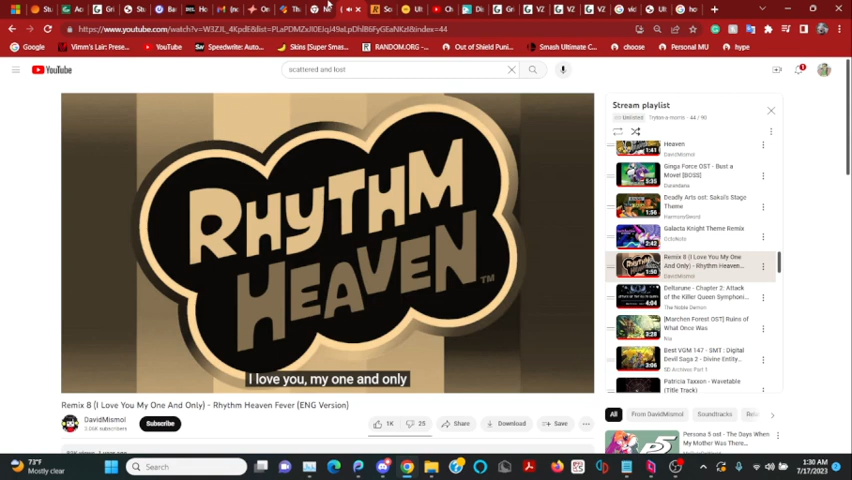 https://www.youtube.com/watch?v=W3ZJL_4KpdE&list=PLaPDMZxIOJqJ49aLpDhlB6FyGEaNKzI&index=44
Google
Vimm's Lair: Prese...
YouTube
Speedwrite: Auto...
Skins [Super Smas...
RANDOM.ORG - ...
Out of Shield Puni...
Smash Ultimate C...
choose
Personal MU
hype
YouTube
scattered and lost
RHYTHM
HEAVEN™
I love you, my one and only
Remix 8 (I Love You My One And Only) - Rhythm Heaven Fever (ENG Version)
DavidMismol
Subscribe
1K
25
Share
Download
Save
Stream playlist
Unlisted
44 / 90
Heaven
DavidMismol
1:41
Ginga Force OST - Bust a
Move! [BOSS]
5:35
Deadly Arts ost: Sakai's Stage
Theme
HarmonySword
1:56
Galacta Knight Theme Remix
2:42
Remix 8 (I Love You My One
And Only) - Rhythm Heaven...
DavidMismol
1:50
Deltarune - Chapter 2: Attack
of the Killer Queen Symphoni...
The Noble Demon
4:04
[Marchen Forest OST] Ruins of
What Once Was
Nia
3:28
Best VGM 147 - SMT : Digital
Devil Saga 2 - Divine Entity...
SD Archives Part 1
3:06
Patricia Taxxon - Wavetable
(Title Track)
All
From DavidMismol
Soundtracks
Persona 5 ost - The Days When
My Mother Was There...
73°F
Mostly clear
Search
1:30 AM
7/17/2023